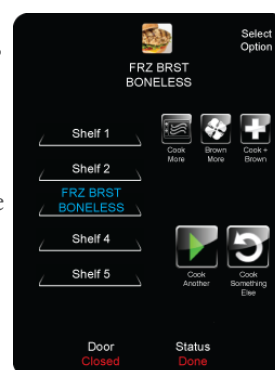 Select
Option
FRZ BRST
BONELESS
Shelf 1
Shelf 2
FRZ BRST
BONELESS
Shelf 4
Shelf 5
Cook
More
Brown
More
Cook +
Brown
Cook
Another
Cook
Something
Else
Door
Closed
Status
Done
e